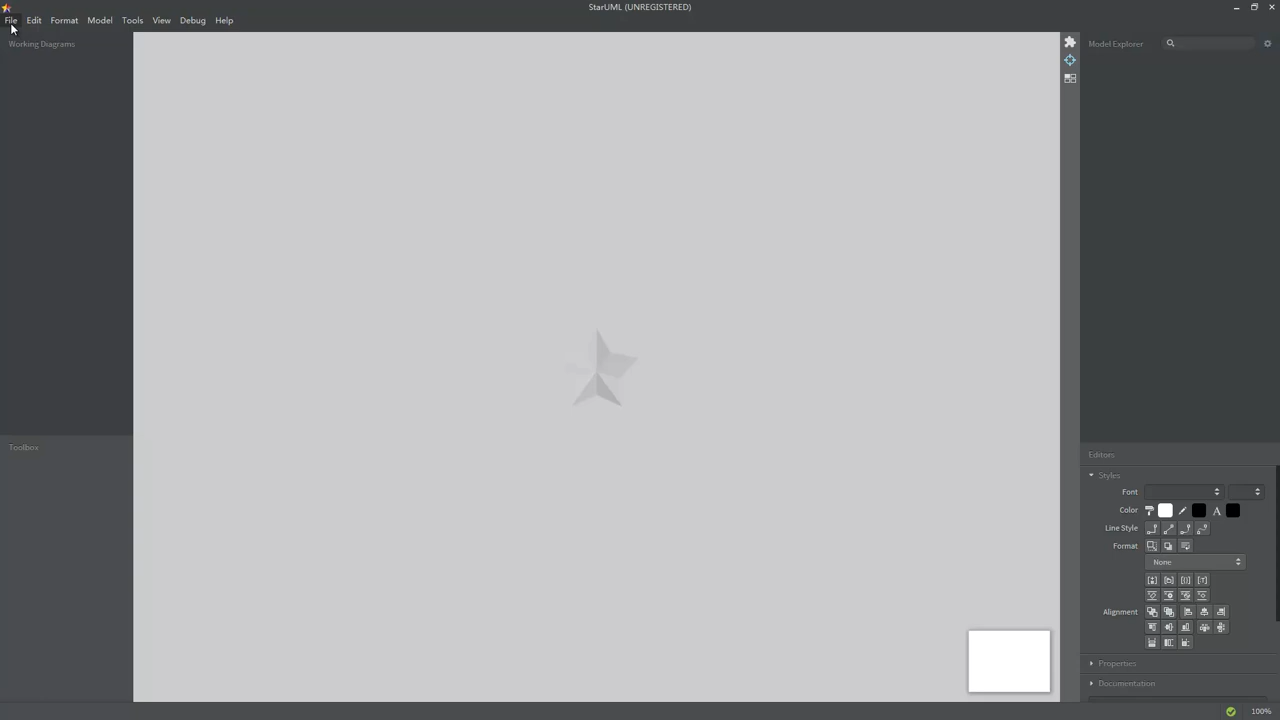 StarUML (UNREGISTERED)
File Edit Format Model Tools View Debug Help
Working Diagrams
Model Explorer
Toolbox
Editors
Styles
Font
Color
A
Line Style
Format
None
Alignment
Properties
Documentation
100%